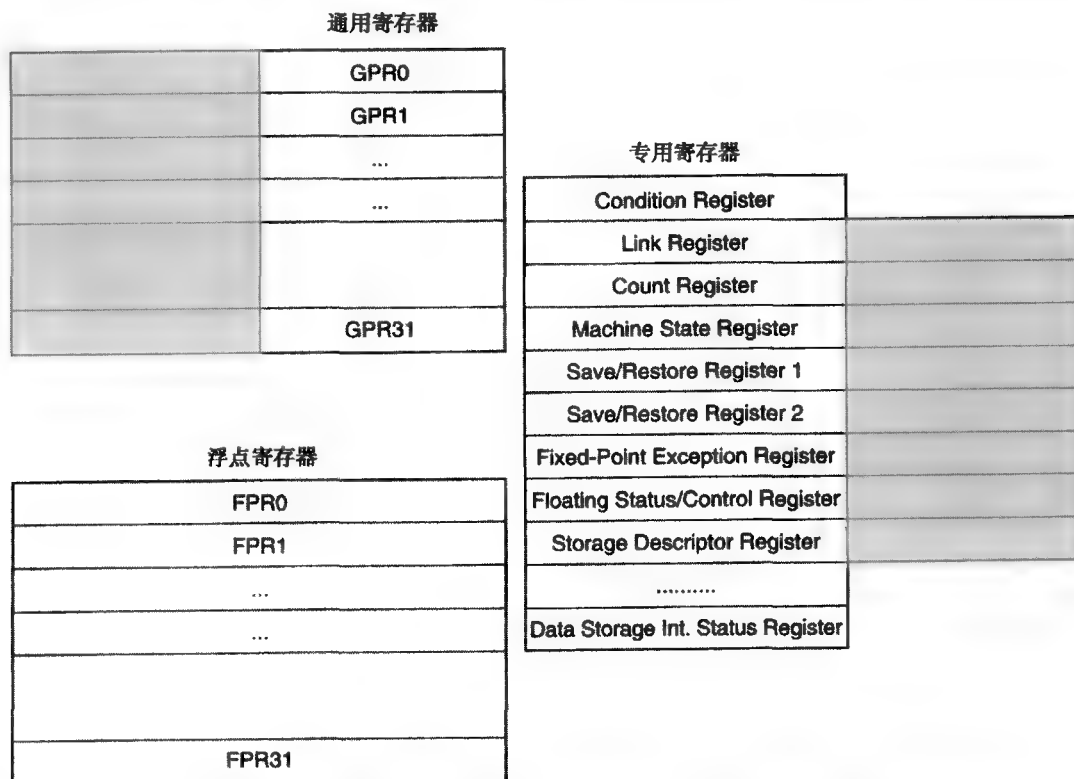 通用寄存器
GPR0
GPR1
...
...
GPR31
专用寄存器
Condition Register
Link Register
Count Register
Machine State Register
Save/Restore Register 1
Save/Restore Register 2
Fixed-Point Exception Register
Floating Status/Control Register
Storage Descriptor Register
..........
Data Storage Int. Status Register
浮点寄存器
FPR0
FPR1
...
...
FPR31